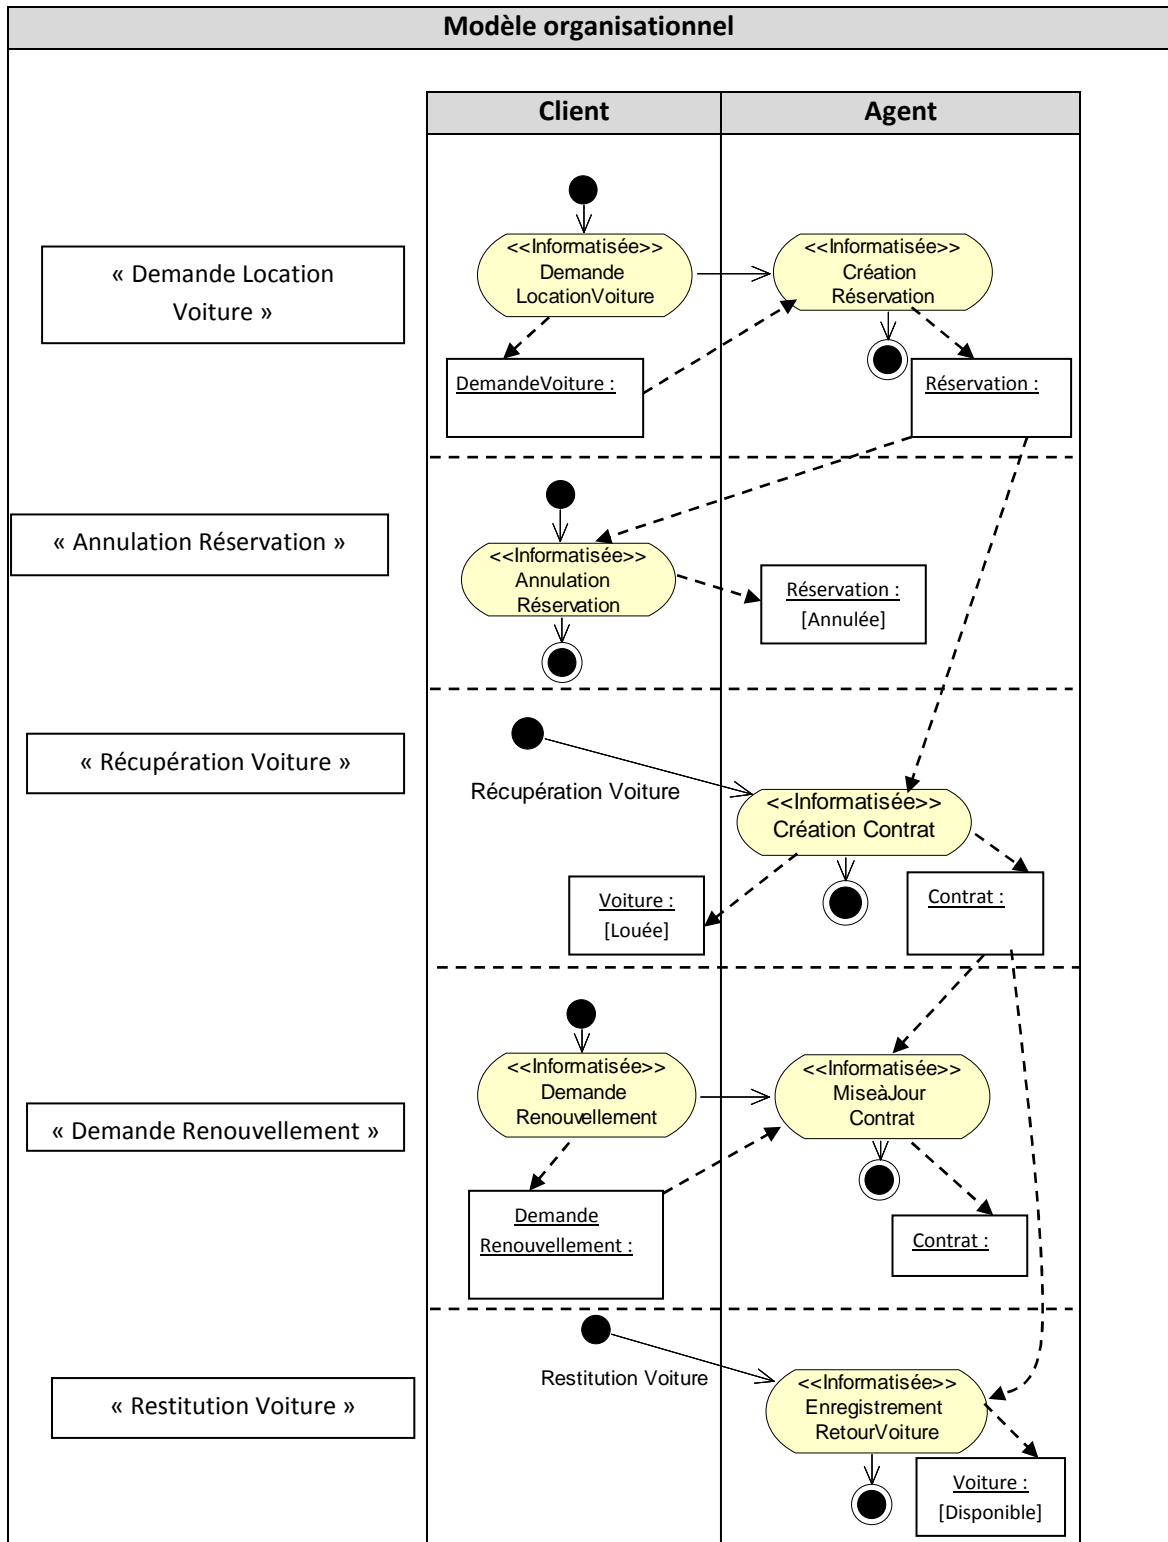 Modèle organisationnel
Client
Agent
« Demande Location
Voiture »
<<Informatisée>>
Demande
LocationVoiture
<<Informatisée>>
Création
Réservation
DemandeVoiture :
Réservation :
« Annulation Réservation »
<<Informatisée>>
Annulation
Réservation
Réservation :
[Annulée]
« Récupération Voiture »
Récupération Voiture
<<Informatisée>>
Création Contrat
Voiture :
[Louée]
Contrat :
« Demande Renouvellement »
<<Informatisée>>
Demande
Renouvellement
<<Informatisée>>
MiseàJour
Contrat
Demande
Renouvellement :
Contrat :
« Restitution Voiture »
Restitution Voiture
<<Informatisée>>
Enregistrement
RetourVoiture
Voiture :
[Disponible]